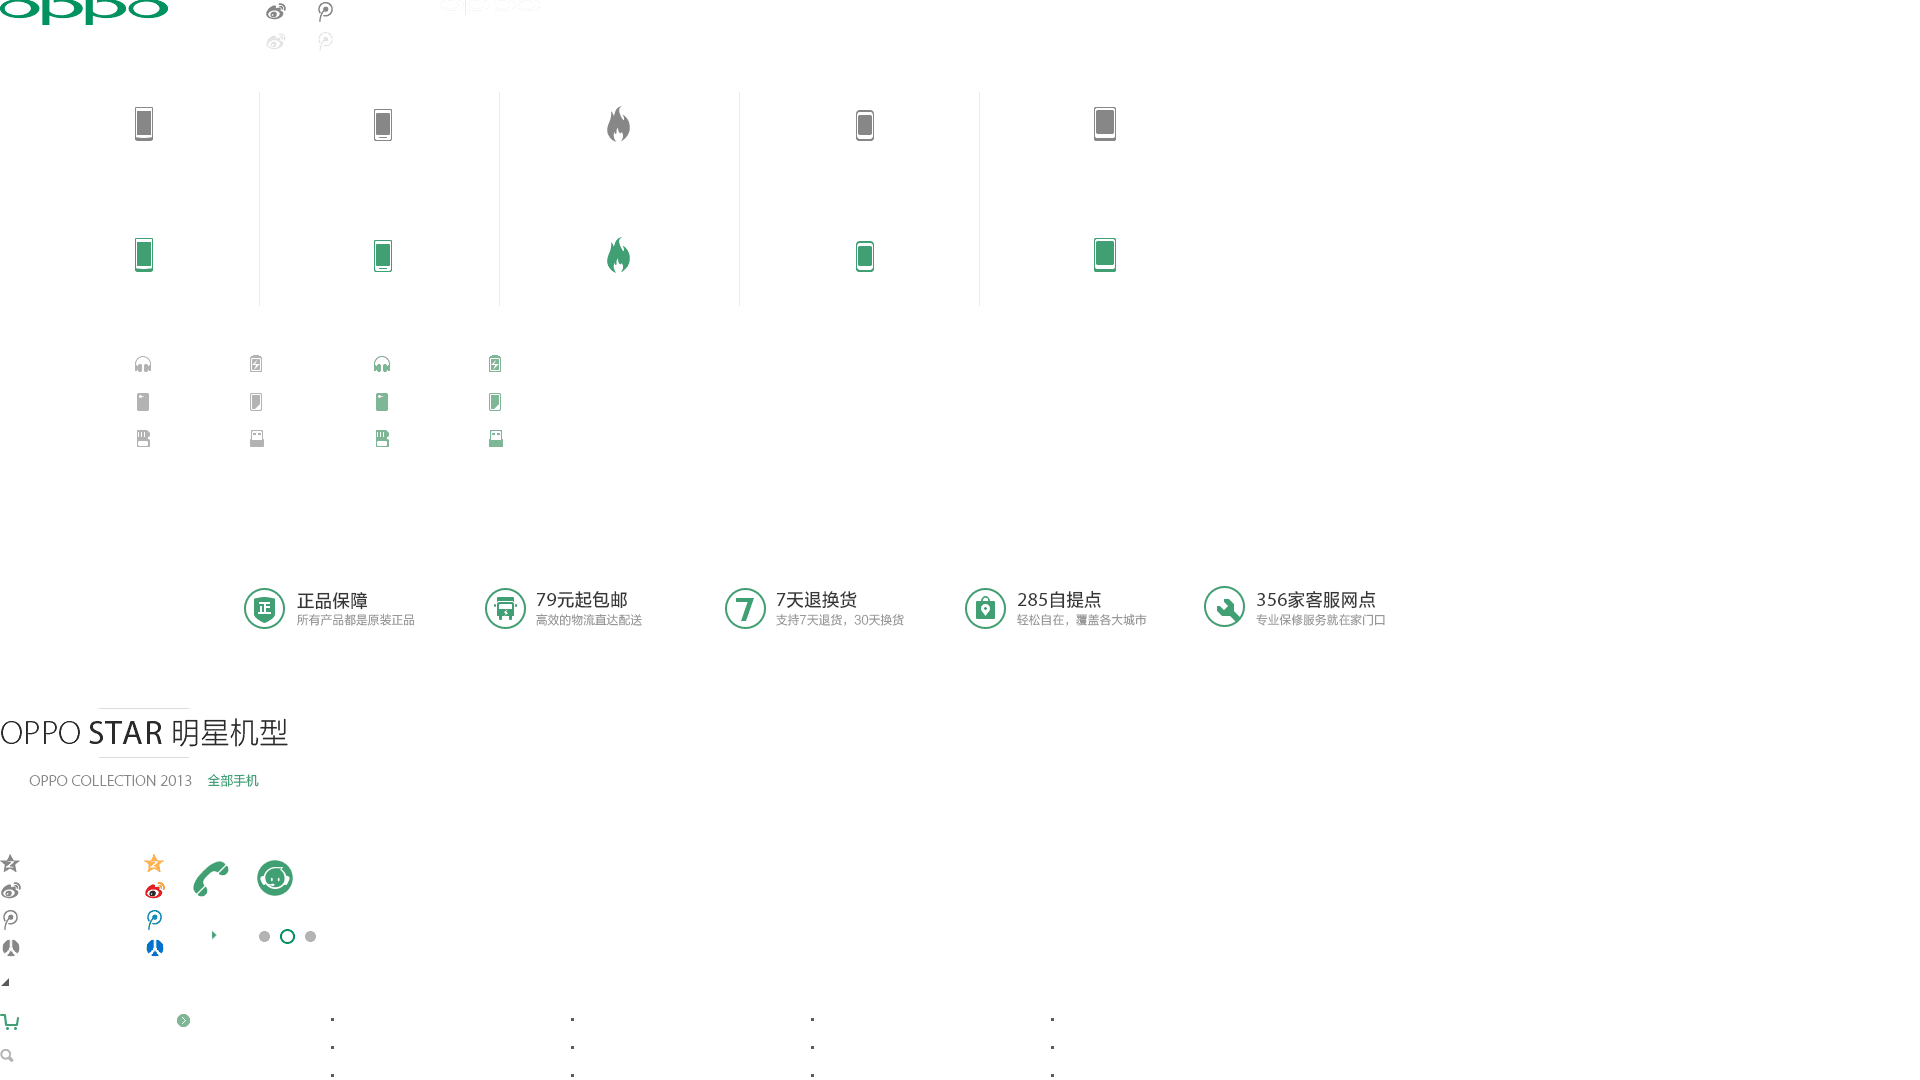 oppo
正品保障
所有产品都是原装正品
79元起包邮
高效的物流直达配送
7
7天退换货
支持7天退货，30天换货
285自提点
轻松自在，覆盖各大城市
356家客服网点
专业保修服务就在家门口
正
OPPO STAR 明星机型
OPPO COLLECTION 2013 全部手机